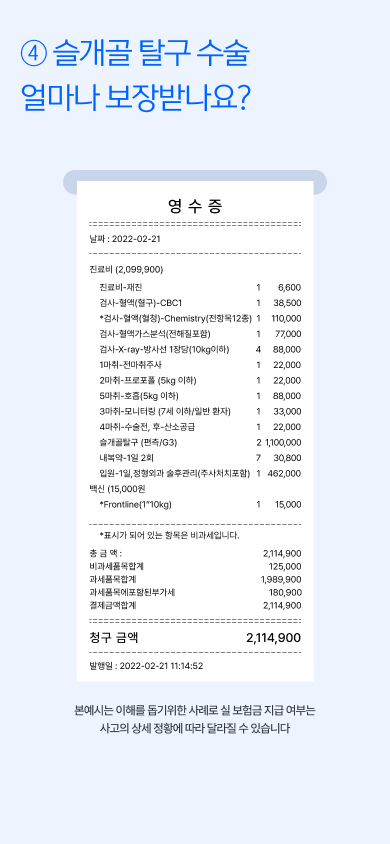 ④ 슬개골 탈구 수술
얼마나 보장받나요?
영 수 증
날짜 : 2022-02-21
진료비 (2,099,900)
진료비-재진 1 6,600
검사-혈액(혈구)-CBC1 1 38,500
*검사-혈액(혈청)-Chemistry(전항목12종) 1 110,000
검사-혈액가스분석(전해질포함) 1 77,000
검사-X-ray-방사선 1장당(10kg이하) 4 88,000
1마취-전마취주사 1 22,000
2마취-프로포폴 (5kg 이하) 1 22,000
5마취-호흡(5kg 이하) 1 88,000
3마취-모니터링 (7세 이하/일반 환자) 1 33,000
4마취-수술전, 후-산소공급 1 22,000
슬개골탈구 (편측/G3) 2 1,100,000
내복약-1일 2회 7 30,800
입원-1일,정형외과 술후관리(주사처치포함) 1 462,000
백신 (15,000원
*Frontline(1~10kg) 1 15,000
*표시가 되어 있는 항목은 비과세입니다.
총 금 액 : 2,114,900
비과세품목합계 125,000
과세품목합계 1,989,900
과세품목에포함된부가세 180,900
결제금액합계 2,114,900
청구 금액 2,114,900
발행일 : 2022-02-21 11:14:52
본예시는 이해를 돕기위한 사례로 실 보험금 지급 여부는
사고의 상세 정황에 따라 달라질 수 있습니다